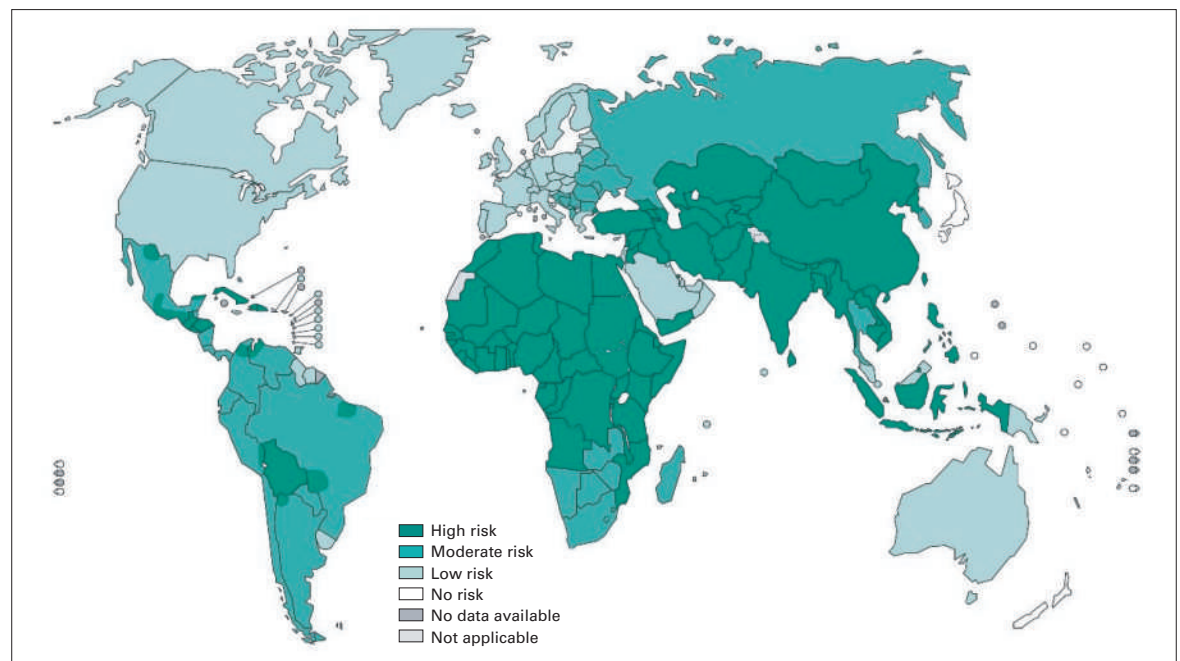 High risk
Moderate risk
Low risk
No risk
No data available
Not applicable